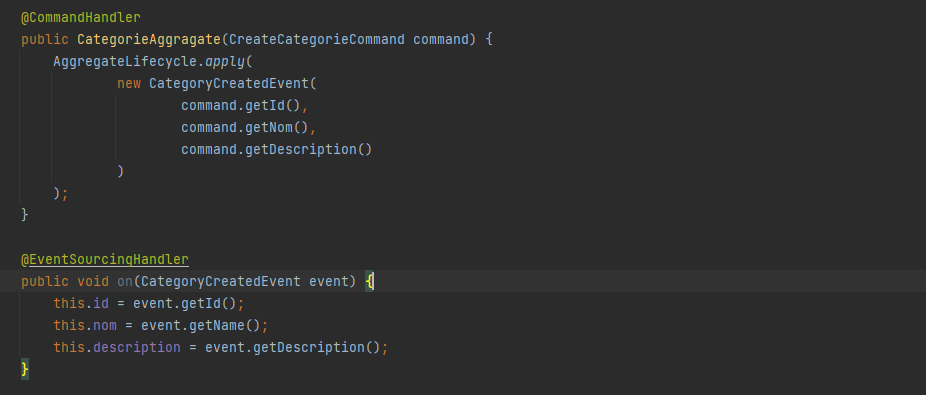 @CommandHandler
public CategorieAggragate(CreateCategorieCommand command) {
    AggregateLifecycle.apply(
            new CategoryCreatedEvent(
                    command.getId(),
                    command.getNom(),
                    command.getDescription()
            )
    );
}
@EventSourcingHandler
public void on(CategoryCreatedEvent event) {
    this.id = event.getId();
    this.nom = event.getName();
    this.description = event.getDescription();
}